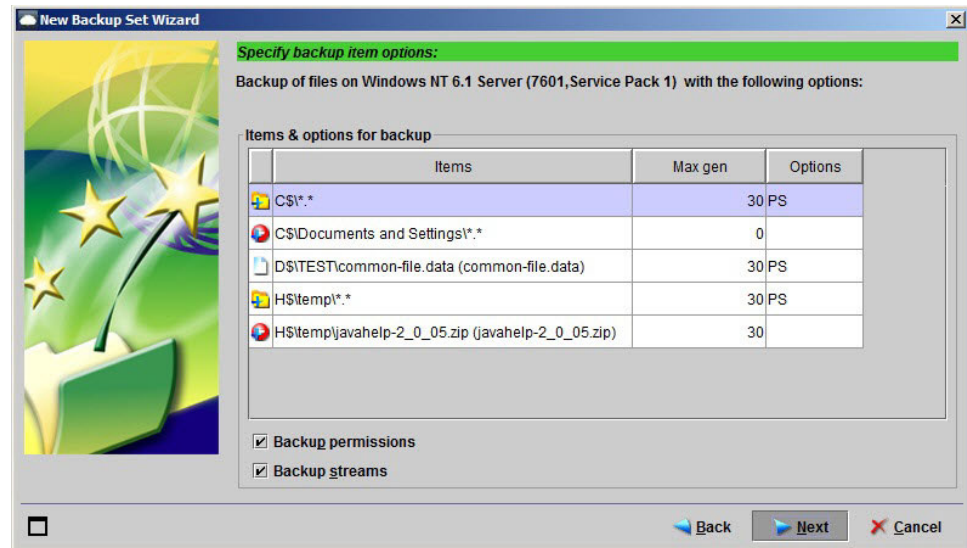 New Backup Set Wizard
Specify backup item options:
Backup of files on Windows NT 6.1 Server (7601,Service Pack 1) with the following options:
Items & options for backup
Items Max gen Options
C$\*.* 30 PS
C$\Documents and Settings\*.* 0
D$\TEST\common-file.data (common-file.data) 30 PS
H$\temp\*.* 30 PS
H$\temp\javahelp-2_0_05.zip (javahelp-2_0_05.zip) 30
Backup permissions
Backup streams
Back Next Cancel